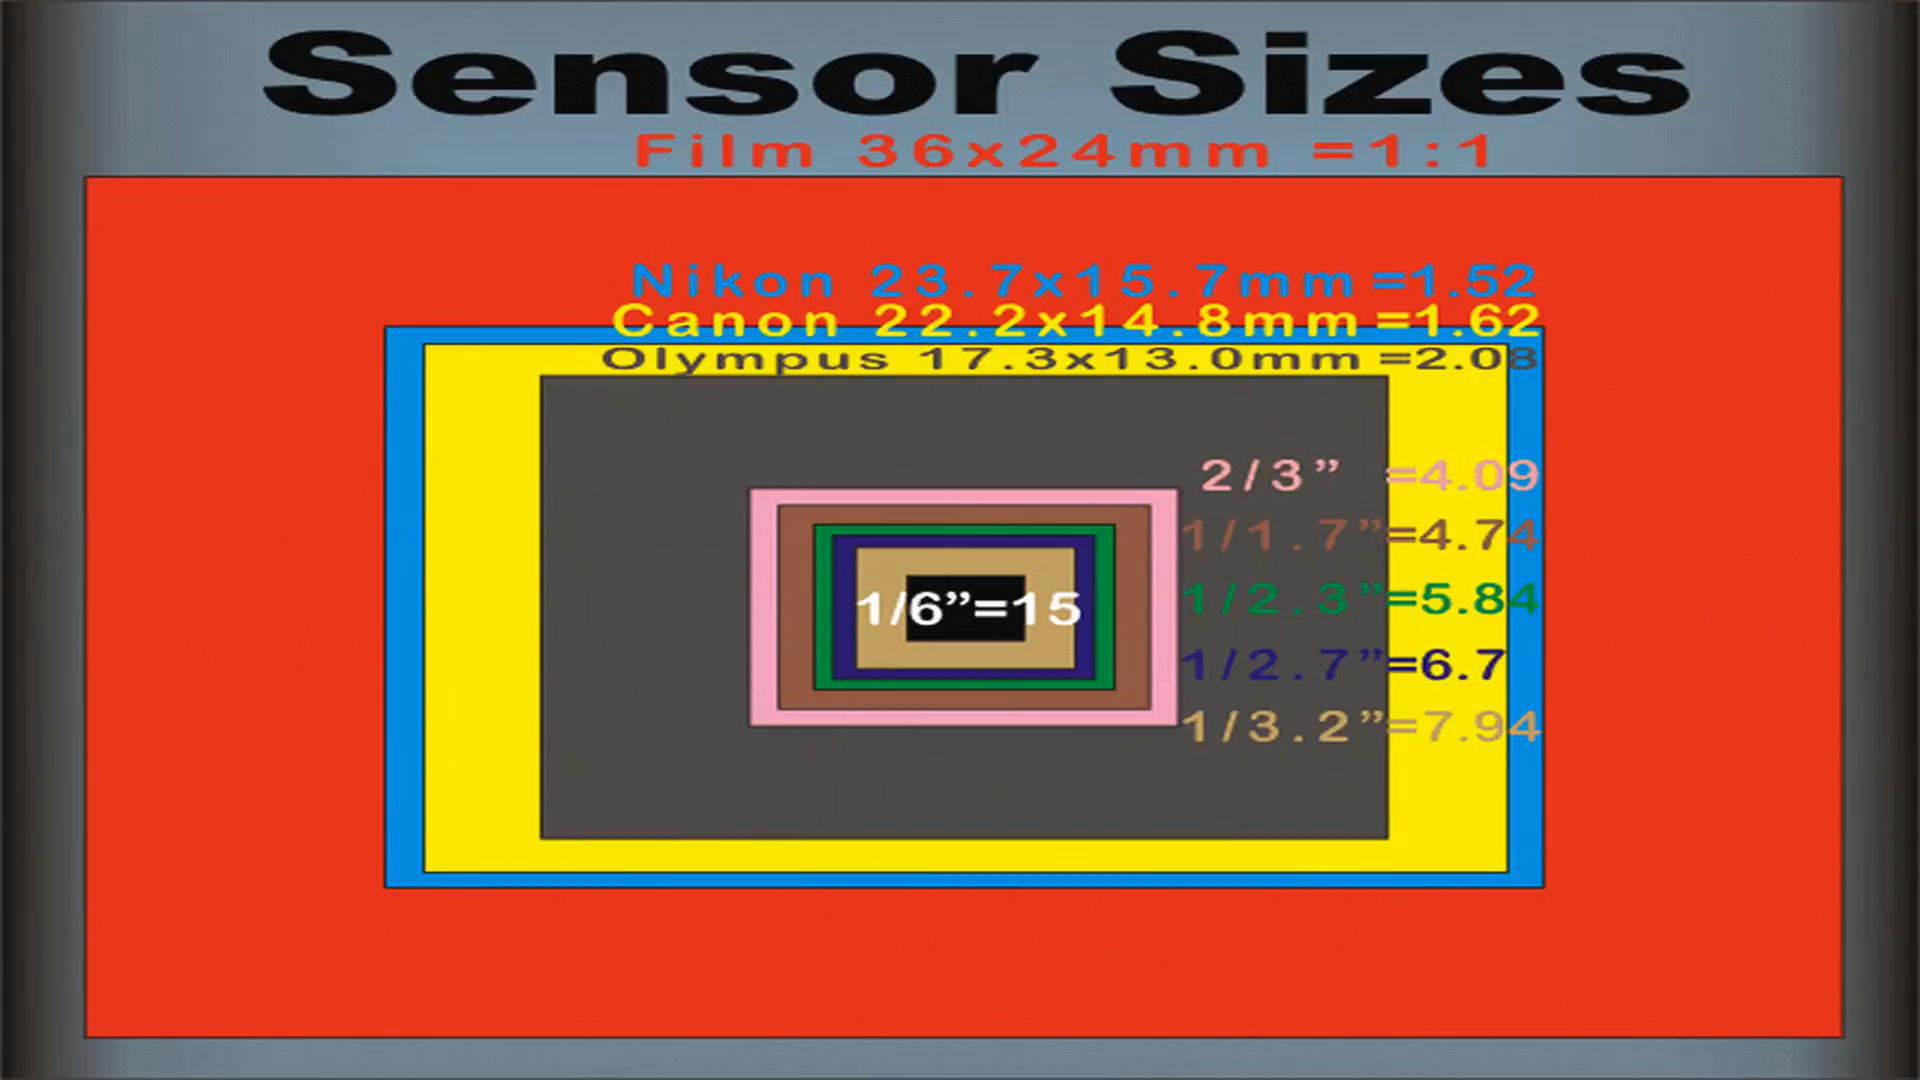 Sensor Sizes
Film 36x24mm =1:1
Nikon 23.7x15.7mm =1.52
Canon 22.2x14.8mm =1.62
Olympus 17.3x13.0mm =2.08
2/3” =4.09
1/1.7”=4.74
1/2.3”=5.84
1/6”=15
1/2.7”=6.7
1/3.2”=7.94